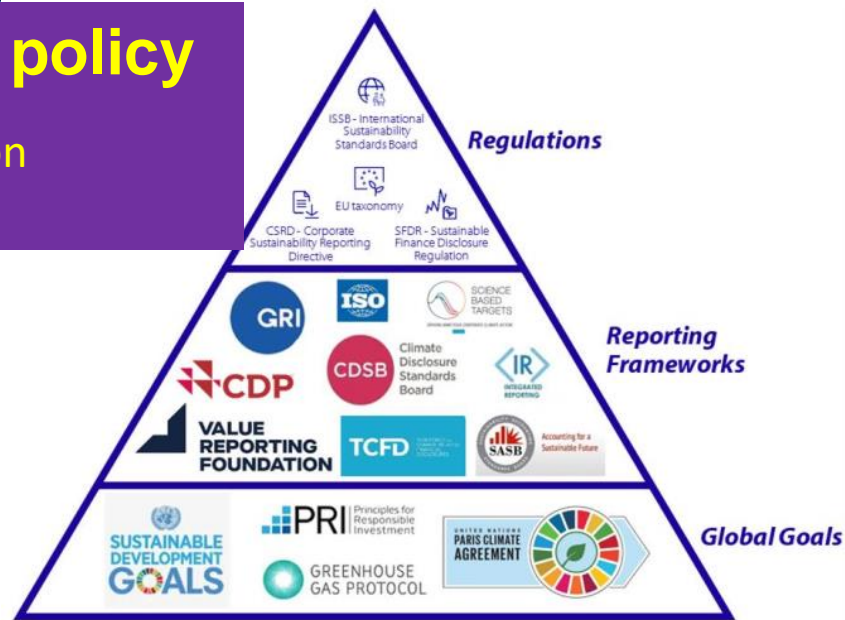 policy
n
ISSB - International
Sustainability
Standards Board
Regulations
EU taxonomy
CSRD - Corporate
Sustainability Reporting
Directive
SFDR - Sustainable
Finance Disclosure
Regulation
GRI
ISO
SCIENCE
BASED
TARGETS
Reporting
Frameworks
CDP
CDSB
Climate
Disclosure
Standards
Board
IR
INTEGRATED
REPORTING
VALUE
REPORTING
FOUNDATION
TCFD
SASB
Accounting for a
Sustainable Future
SUSTAINABLE
DEVELOPMENT
GOALS
PRI
Principles for
Responsible
Investment
GREENHOUSE
GAS PROTOCOL
UNITED NATIONS
PARIS CLIMATE
AGREEMENT
Global Goals